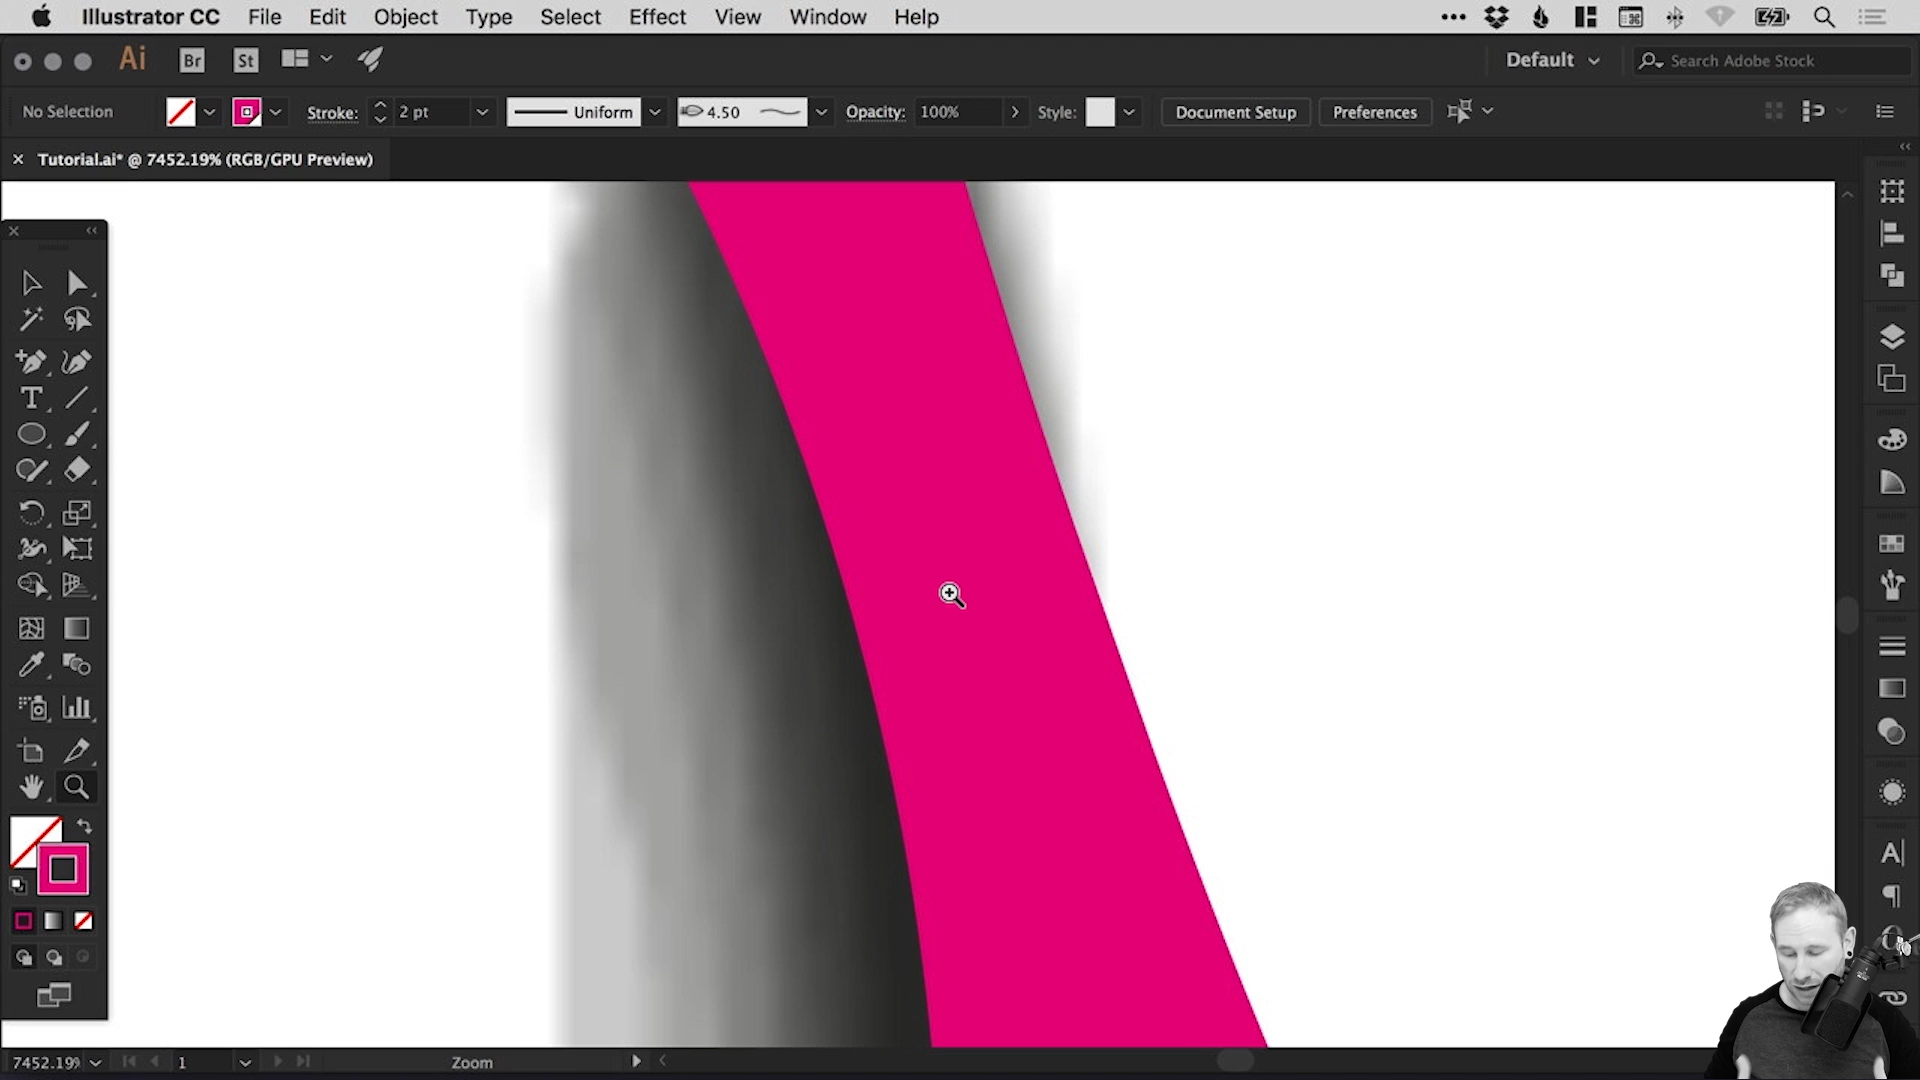 Illustrator CC File Edit Object Type Select Effect View Window Help
Ai Br St Default Search Adobe Stock
No Selection Stroke: 2 pt Uniform 4.50 Opacity: 100% Style: Document Setup Preferences
Tutorial.ai* @ 7452.19% (RGB/GPU Preview)
7452.19% 1 Zoom